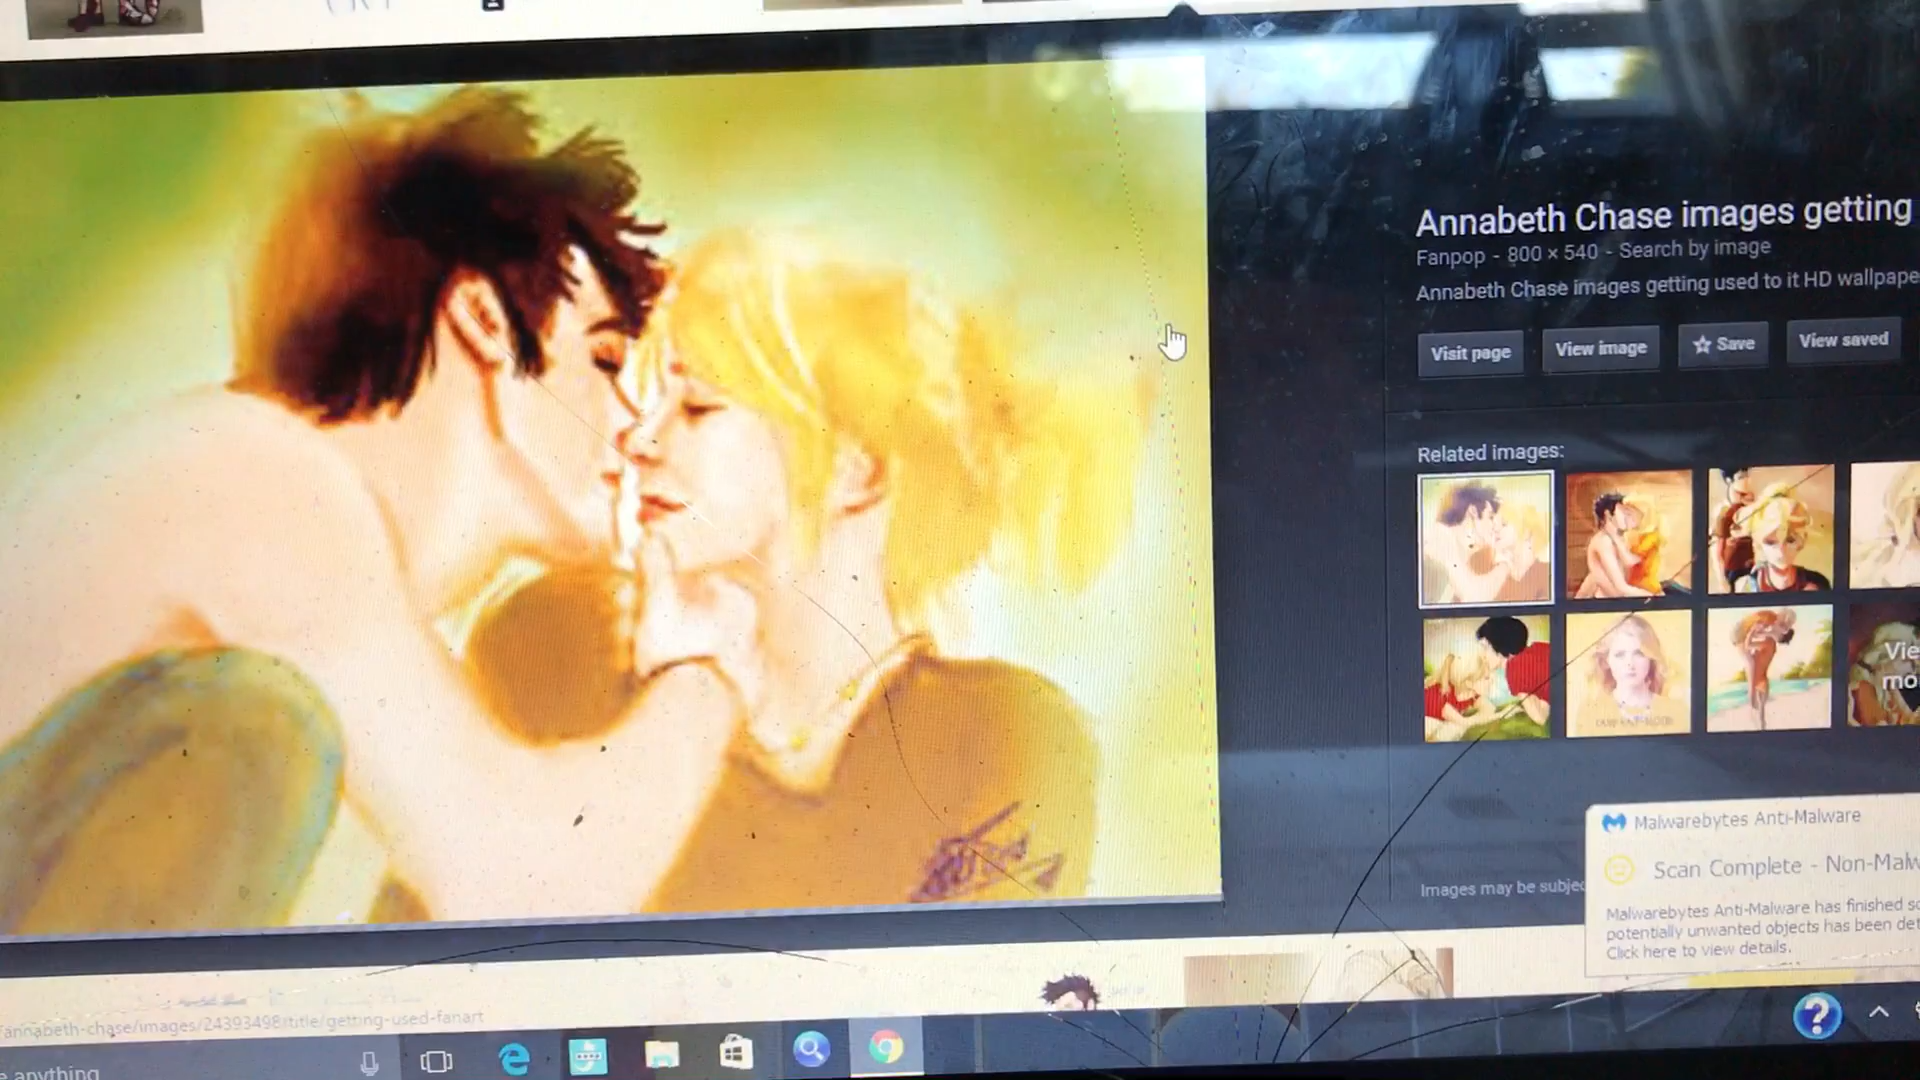 Annabeth Chase images getting
Fanpop - 800 × 540 - Search by image
Annabeth Chase images getting used to it HD wallpape
Visit page
View image
Save
View saved
Related images:
Vie
mo
Images may be subjec
Malwarebytes Anti-Malware
Scan Complete - Non-Malw
Malwarebytes Anti-Malware has finished sc
potentially unwanted objects has been det
Click here to view details.
annabeth-chase/images/24393498/title/getting-used-fanart
e anything